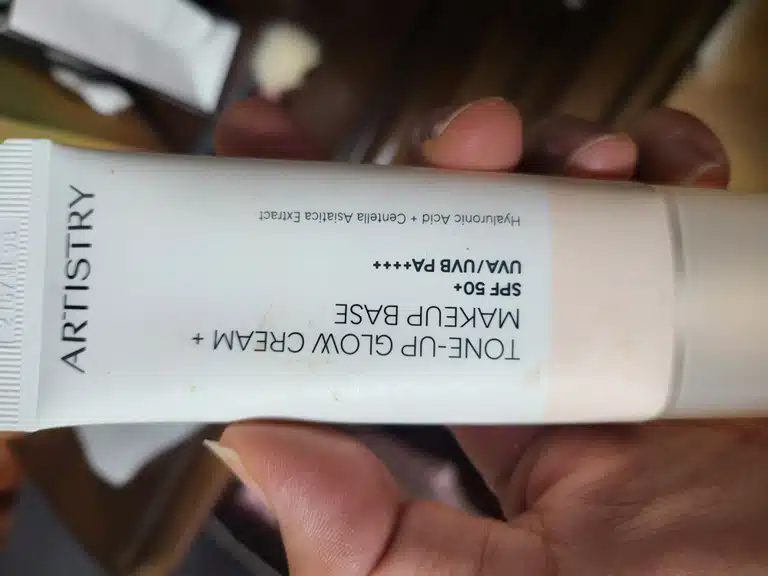 ARTISTRY
TONE-UP GLOW CREAM +
MAKEUP BASE
SPF 50+
UVA/UVB PA++++
Hyaluronic Acid + Centella Asiatica Extract